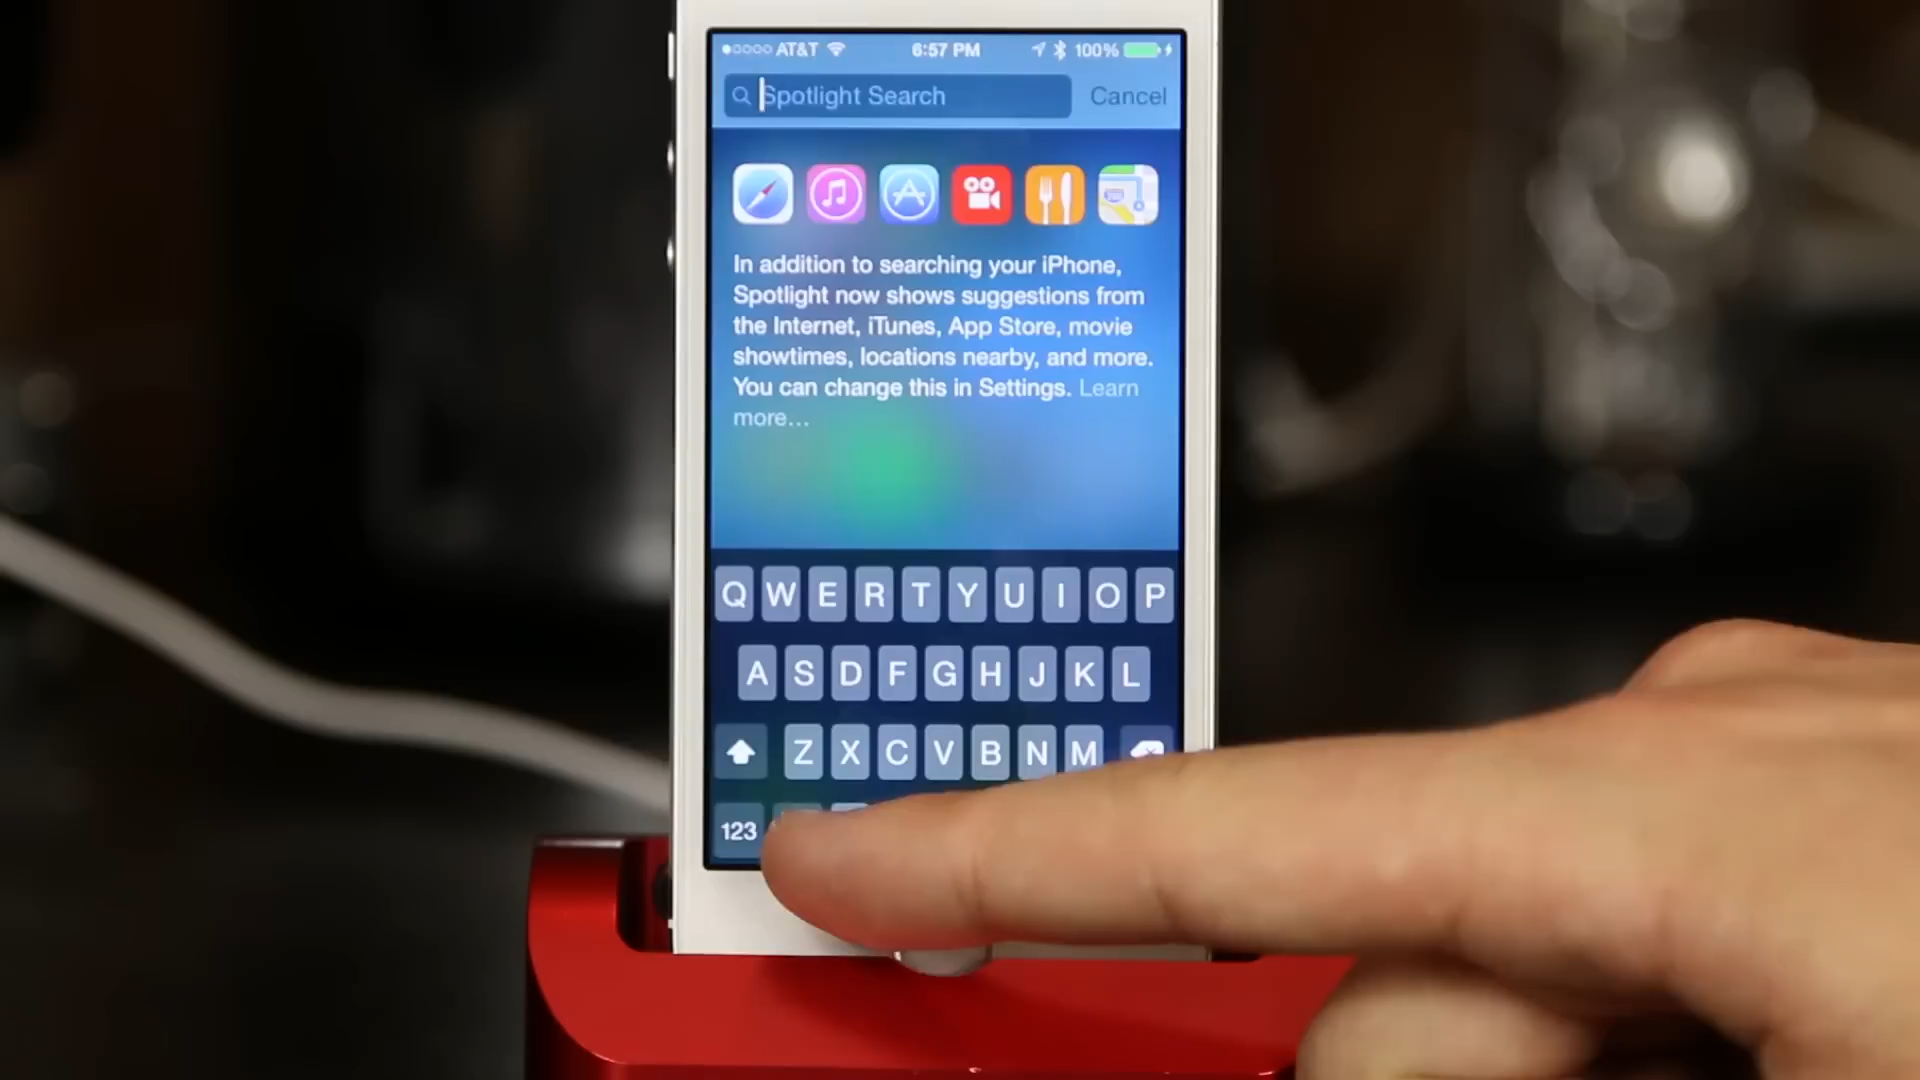 AT&T 6:57 PM 100%
Spotlight Search Cancel
In addition to searching your iPhone,
Spotlight now shows suggestions from
the Internet, iTunes, App Store, movie
showtimes, locations nearby, and more.
You can change this in Settings. Learn
more...
Q W E R T Y U I O P
A S D F G H J K L
Z X C V B N M
123